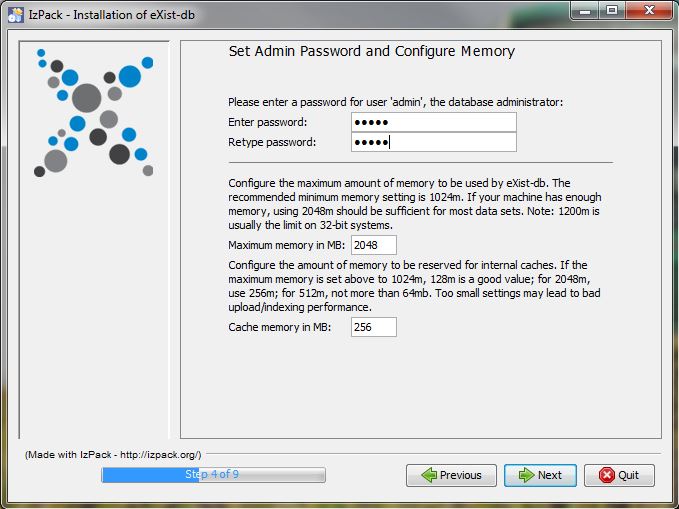 IzPack - Installation of eXist-db
Set Admin Password and Configure Memory
Please enter a password for user 'admin', the database administrator:
Enter password: •••••
Retype password: •••••
Configure the maximum amount of memory to be used by eXist-db. The
recommended minimum memory setting is 1024m. If your machine has enough
memory, using 2048m should be sufficient for most data sets. Note: 1200m is
usually the limit on 32-bit systems.
Maximum memory in MB: 2048
Configure the amount of memory to be reserved for internal caches. If the
maximum memory is set above to 1024m, 128m is a good value; for 2048m,
use 256m; for 512m, not more than 64mb. Too small settings may lead to bad
upload/indexing performance.
Cache memory in MB: 256
(Made with IzPack - http://izpack.org/)
Step 4 of 9
Previous
Next
Quit